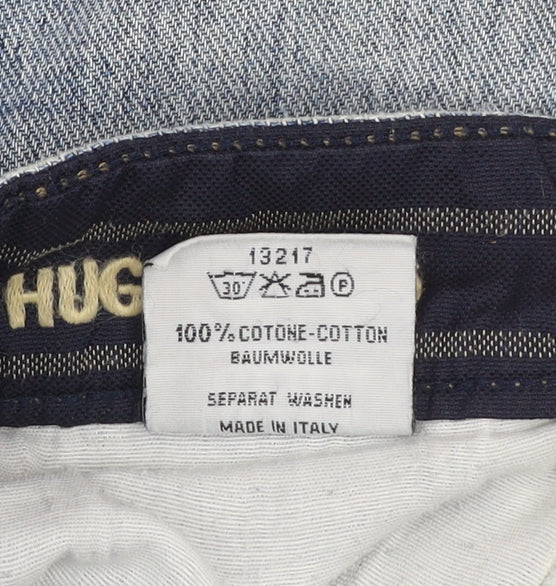 13217
30 P
HUG
100% COTONE-COTTON
BAUMWOLLE
SEPARAT WASHEN
MADE IN ITALY